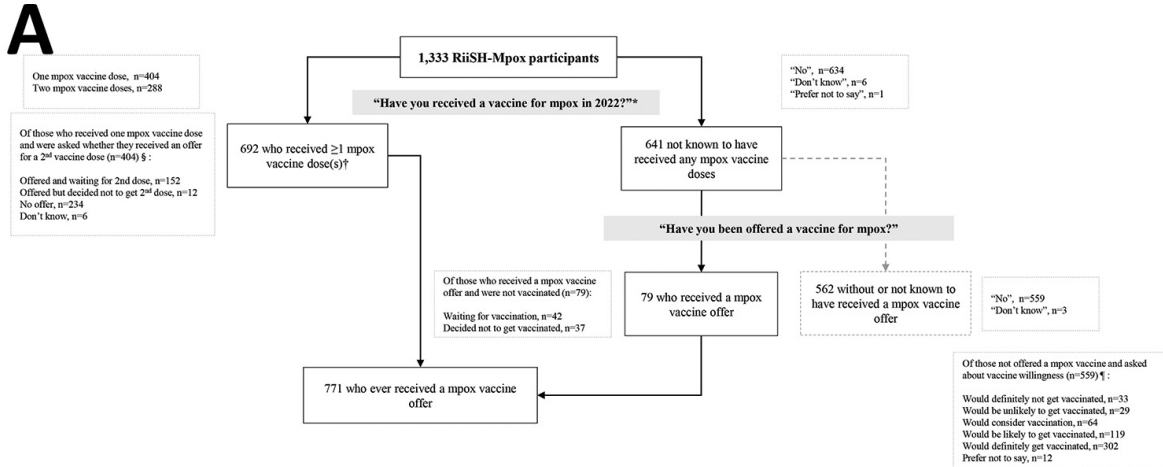 A
1,333 RiiSH-Mpox participants
One mpox vaccine dose,  n=404
Two mpox vaccine doses, n=288
“No”,  n=634
“Don’t know”, n=6
“Prefer not to say”, n=1
“Have you received a vaccine for mpox in 2022?”*
Of those who received one mpox vaccine dose
and were asked whether they received an offer
for a 2nd vaccine dose (n=404) § :
Offered and waiting for 2nd dose, n=152
Offered but decided not to get 2nd dose, n=12
No offer, n=234
Don’t know, n=6
692 who received ≥1 mpox
vaccine dose(s)†
641 not known to have
received any mpox vaccine
doses
“Have you been offered a vaccine for mpox?”
Of those who received a mpox vaccine
offer and were not vaccinated (n=79):
Waiting for vaccination, n=42
Decided not to get vaccinated, n=37
79 who received a mpox
vaccine offer
562 without or not known to
have received a mpox vaccine
offer
“No”,  n=559
“Don’t know”, n=3
771 who ever received a mpox vaccine
offer
Of those not offered a mpox vaccine and asked
about vaccine willingness (n=559) ¶ :
Would definitely not get vaccinated, n=33
Would be unlikely to get vaccinated, n=29
Would consider vaccination, n=64
Would be likely to get vaccinated, n=119
Would definitely get vaccinated, n=302
Prefer not to say, n=12